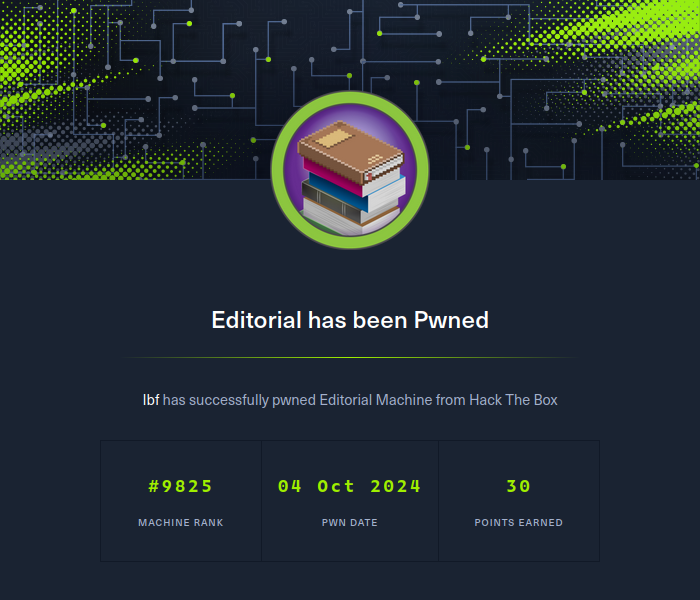 Editorial has been Pwned
lbf has successfully pwned Editorial Machine from Hack The Box
#9825 04 Oct 2024 30
MACHINE RANK PWN DATE POINTS EARNED